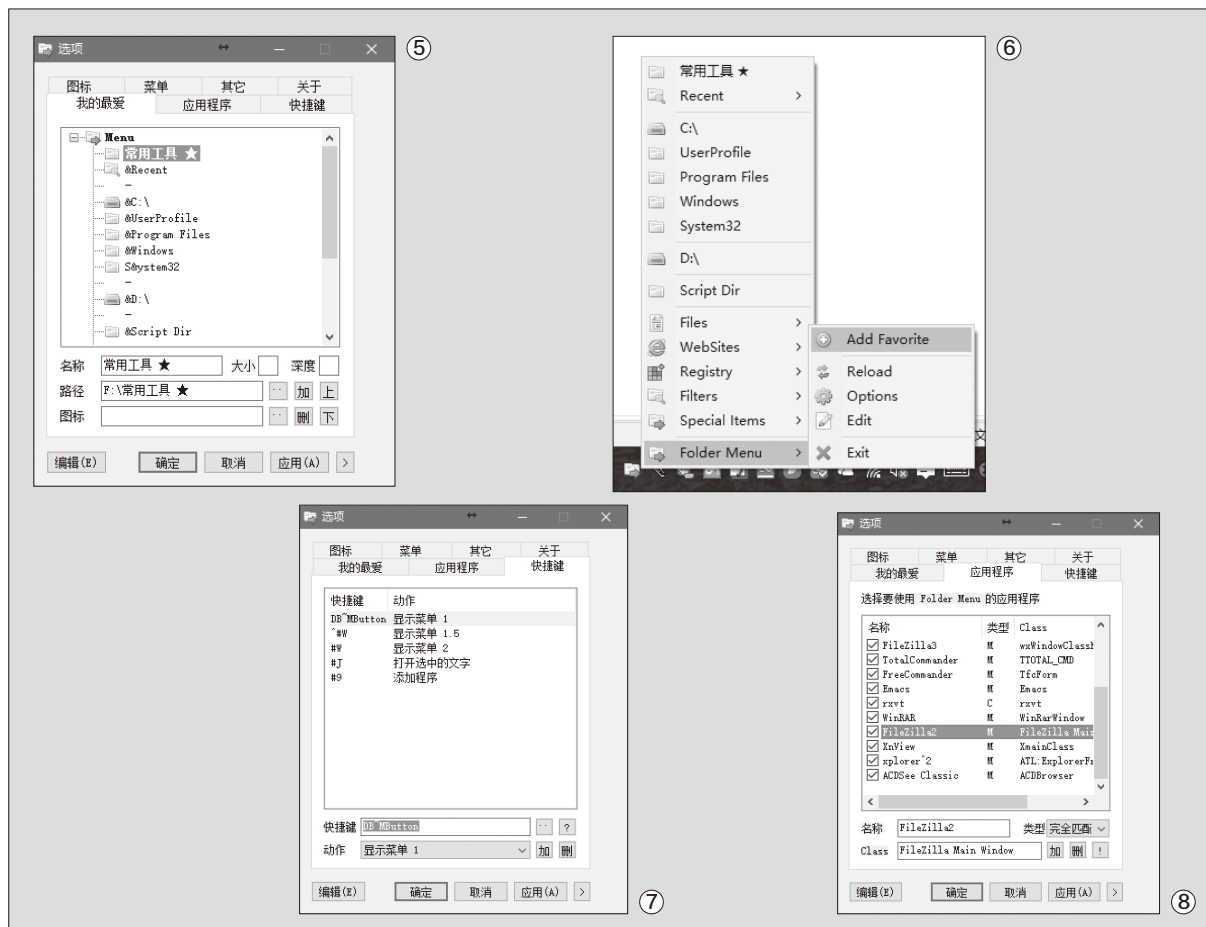 选项
⑤
图标 菜单 其它 关于
我的最爱 应用程序 快捷键
Menu
常用工具 ★
&Recent
-
&C:\
&UserProfile
&Program Files
&Windows
S&ystem32
-
&D:\
-
&Script Dir
名称 常用工具 ★ 大小 深度
路径 F:\常用工具 ★ .. 加 上
图标 .. 删 下
编辑(E) 确定 取消 应用(A) >
⑥
常用工具 ★
Recent >
C:\
UserProfile
Program Files
Windows
System32
D:\
Script Dir
Files >
WebSites >
Registry >
Filters >
Special Items >
Folder Menu >
Add Favorite
Reload
Options
Edit
Exit
文
选项
图标 菜单 其它 关于
我的最爱 应用程序 快捷键
快捷键 动作
DB~MButton 显示菜单 1
^#W 显示菜单 1.5
#W 显示菜单 2
#J 打开选中的文字
#9 添加程序
快捷键 DB~MButton .. ?
动作 显示菜单 1 加 删
编辑(E) 确定 取消 应用(A) >
⑦
选项
图标 菜单 其它 关于
我的最爱 应用程序 快捷键
选择要使用 Folder Menu 的应用程序
名称 类型 Class
FileZilla3 M wxWindowClass
TotalCommander M TTOTAL_CMD
FreeCommander M TfcForm
Emacs M Emacs
rxvt C rxvt
WinRAR M WinRarWindow
FileZilla2 M FileZilla Main
XnView M XmainClass
xplorer^2 M ATL:ExplorerFr
ACDSee Classic M ACDBrowser
名称 FileZilla2 类型 完全匹配
Class FileZilla Main Window 加 删 !
编辑(E) 确定 取消 应用(A) >
⑧